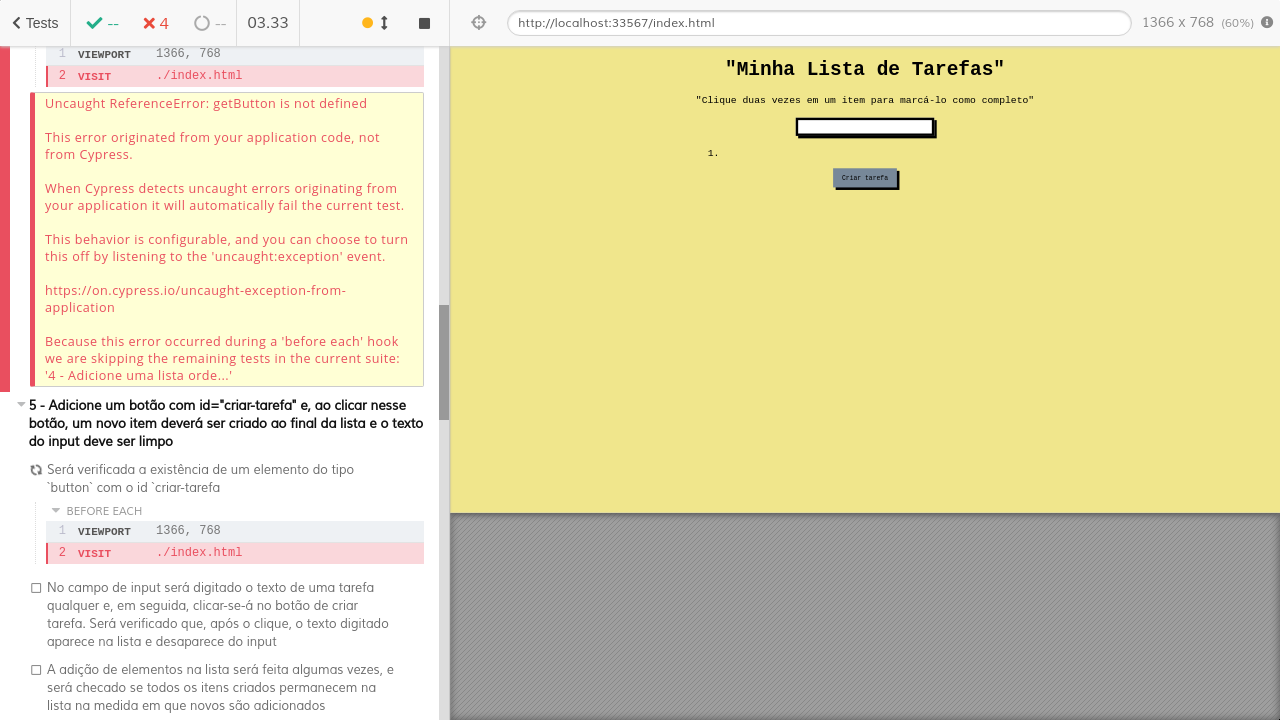 Tests
--
4
--
03.33
http://localhost:33567/index.html
1366 x 768 (60%)
1 VIEWPORT 1366, 768
2 VISIT ./index.html
Uncaught ReferenceError: getButton is not defined
This error originated from your application code, not
from Cypress.
When Cypress detects uncaught errors originating from
your application it will automatically fail the current test.
This behavior is configurable, and you can choose to turn
this off by listening to the 'uncaught:exception' event.
https://on.cypress.io/uncaught-exception-from-
application
Because this error occurred during a 'before each' hook
we are skipping the remaining tests in the current suite:
'4 - Adicione uma lista orde...'
5 - Adicione um botão com id="criar-tarefa" e, ao clicar nesse
botão, um novo item deverá ser criado ao final da lista e o texto
do input deve ser limpo
Será verificada a existência de um elemento do tipo
`button` com o id `criar-tarefa
BEFORE EACH
1 VIEWPORT 1366, 768
2 VISIT ./index.html
No campo de input será digitado o texto de uma tarefa
qualquer e, em seguida, clicar-se-á no botão de criar
tarefa. Será verificado que, após o clique, o texto digitado
aparece na lista e desaparece do input
A adição de elementos na lista será feita algumas vezes, e
será checado se todos os itens criados permanecem na
lista na medida em que novos são adicionados
"Minha Lista de Tarefas"
"Clique duas vezes em um item para marcá-lo como completo"
1.
Criar tarefa